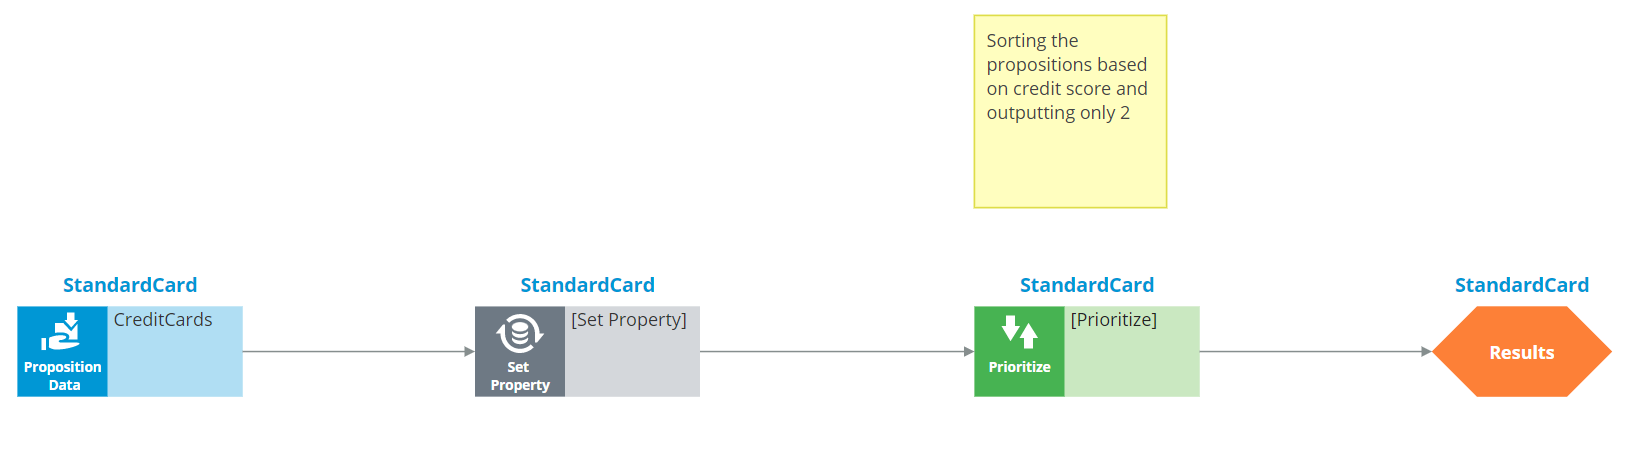 Sorting the
propositions based
on credit score and
outputting only 2
StandardCard
StandardCard
StandardCard
StandardCard
CreditCards
Proposition
Data
[Set Property]
Set
Property
[Prioritize]
Prioritize
Results